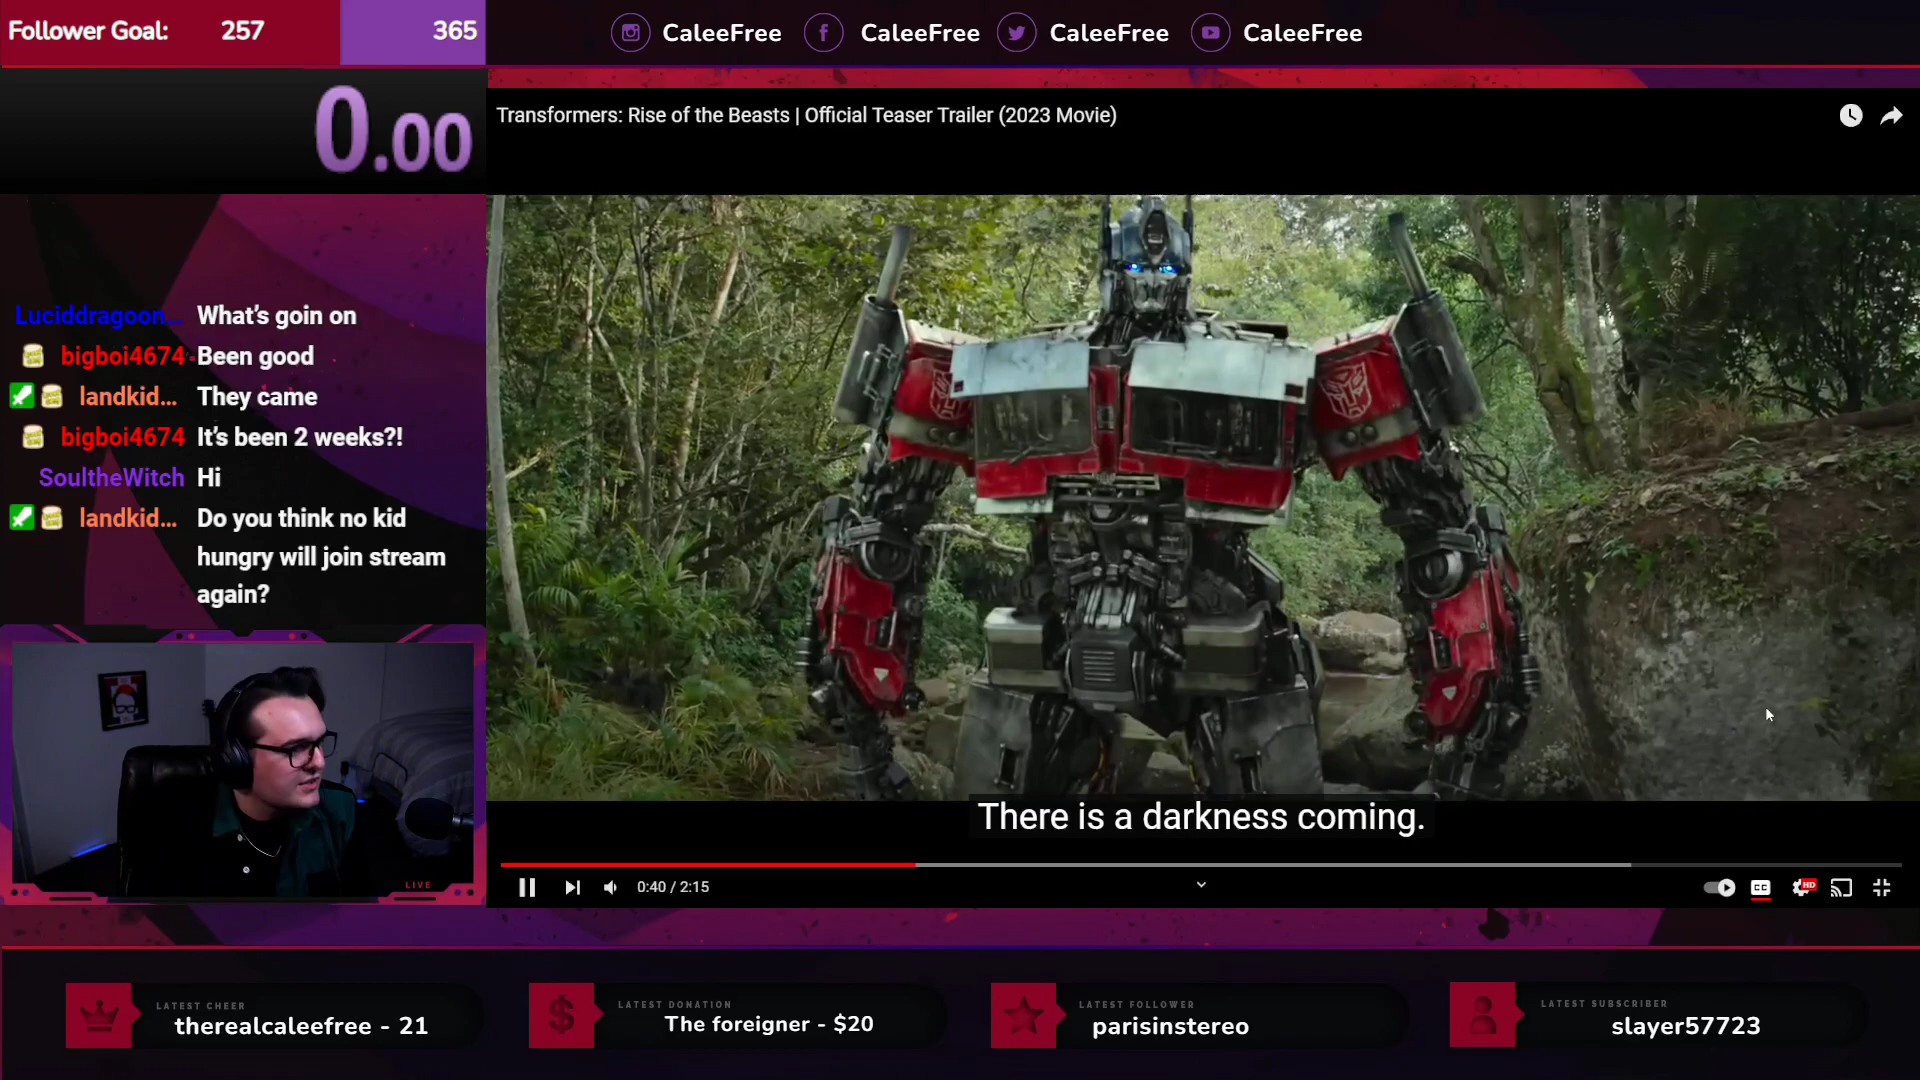 Follower Goal: 257 365
CaleeFree CaleeFree CaleeFree CaleeFree
0.00
Transformers: Rise of the Beasts | Official Teaser Trailer (2023 Movie)
Luciddragoon... What's goin on
bigboi4674 Been good
landkid... They came
bigboi4674 It's been 2 weeks?!
SoultheWitch Hi
landkid... Do you think no kid
hungry will join stream
again?
LIVE
There is a darkness coming.
0:40 / 2:15
CC HD
LATEST CHEER
therealcaleefree - 21
LATEST DONATION
The foreigner - $20
LATEST FOLLOWER
parisinstereo
LATEST SUBSCRIBER
slayer57723